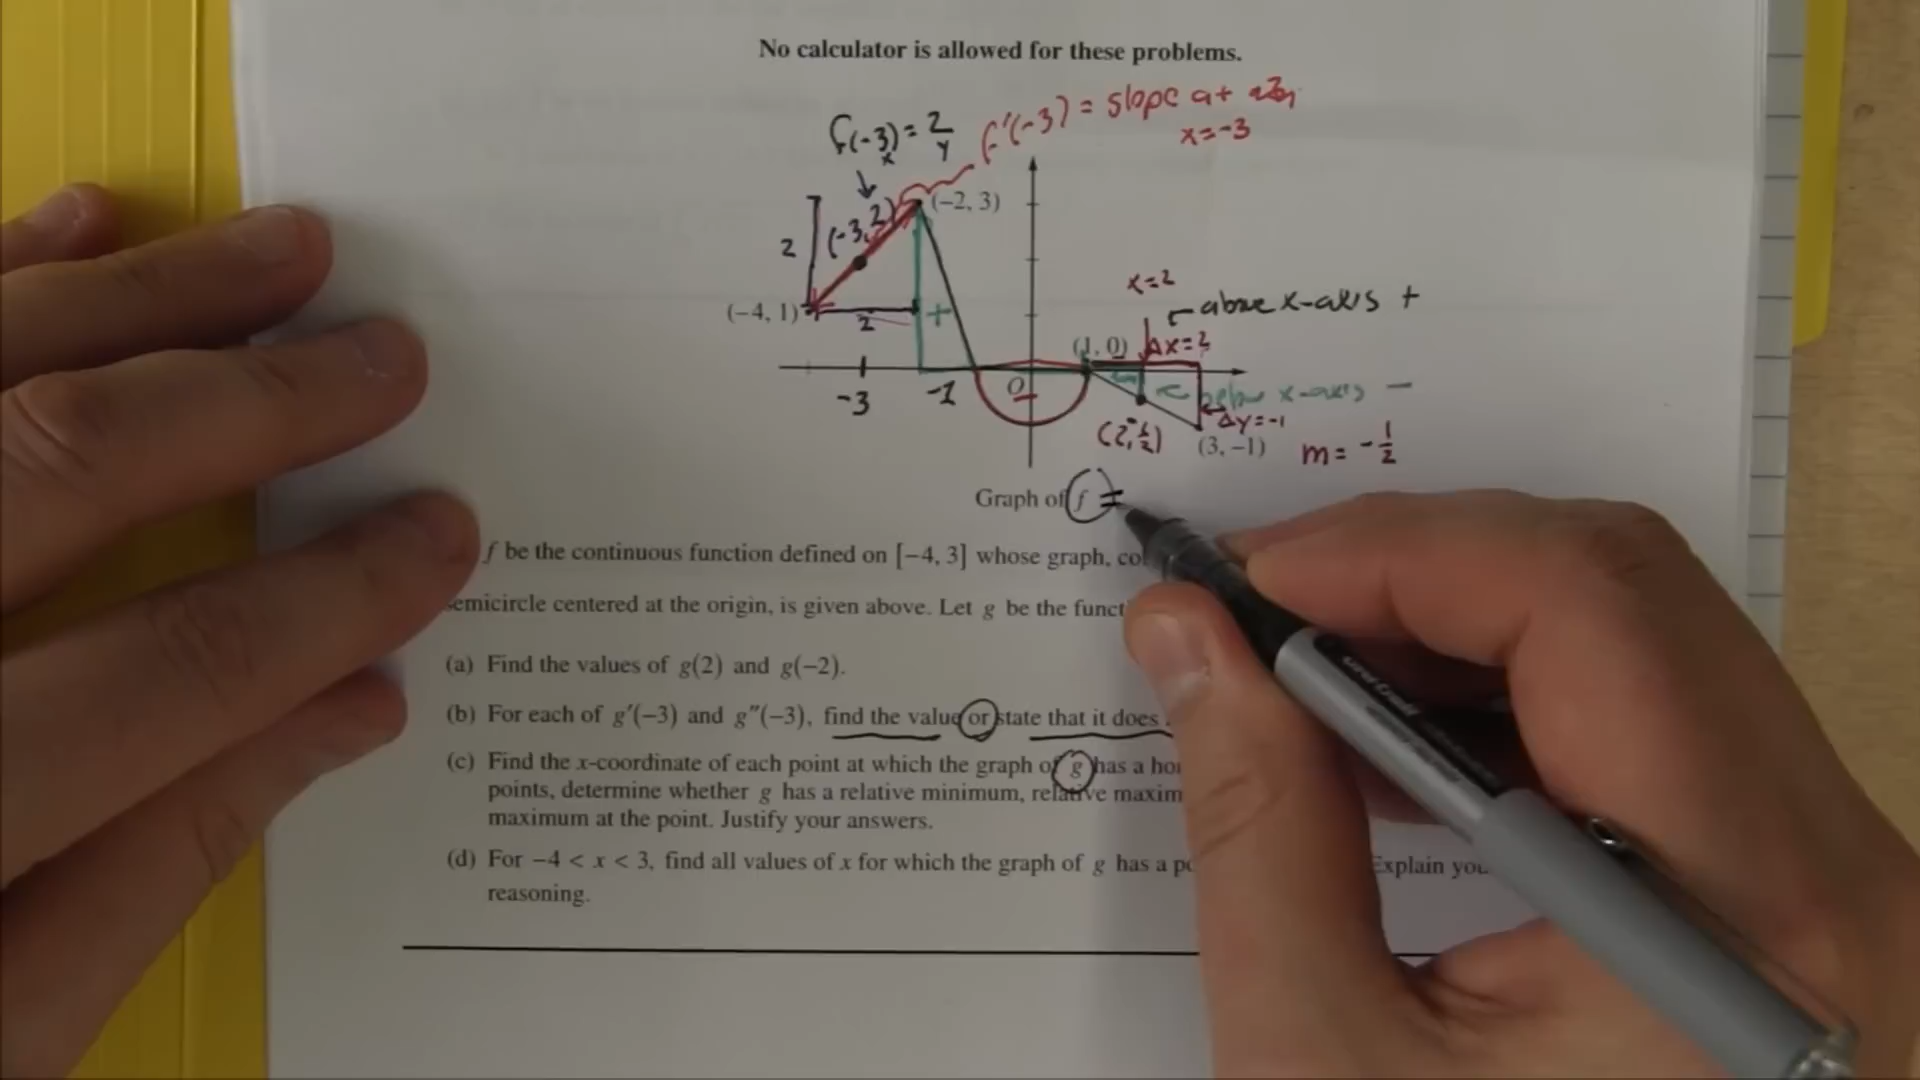 No calculator is allowed for these problems.
f(-3) = 2
x y
f'(-3) = slope at
x=-3
(-2, 3)
2
(-3, 2)
(-4, 1)
2
+
x=2
above x-axis +
(1, 0)
Δx=2
-3
-1
O
below x-axis -
Δy=-1
(2, -1/2)
(3, -1)
m = -1/2
Graph of f =
f be the continuous function defined on [-4, 3] whose graph,
semicircle centered at the origin, is given above. Let g be the
(a) Find the values of g(2) and g(-2).
(b) For each of g'(-3) and g"(-3), find the value or state that it does
(c) Find the x-coordinate of each point at which the graph of g has a
points, determine whether g has a relative minimum, relative
maximum at the point. Justify your answers.
(d) For -4 < x < 3, find all values of x for which the graph of g has a Explain
reasoning.